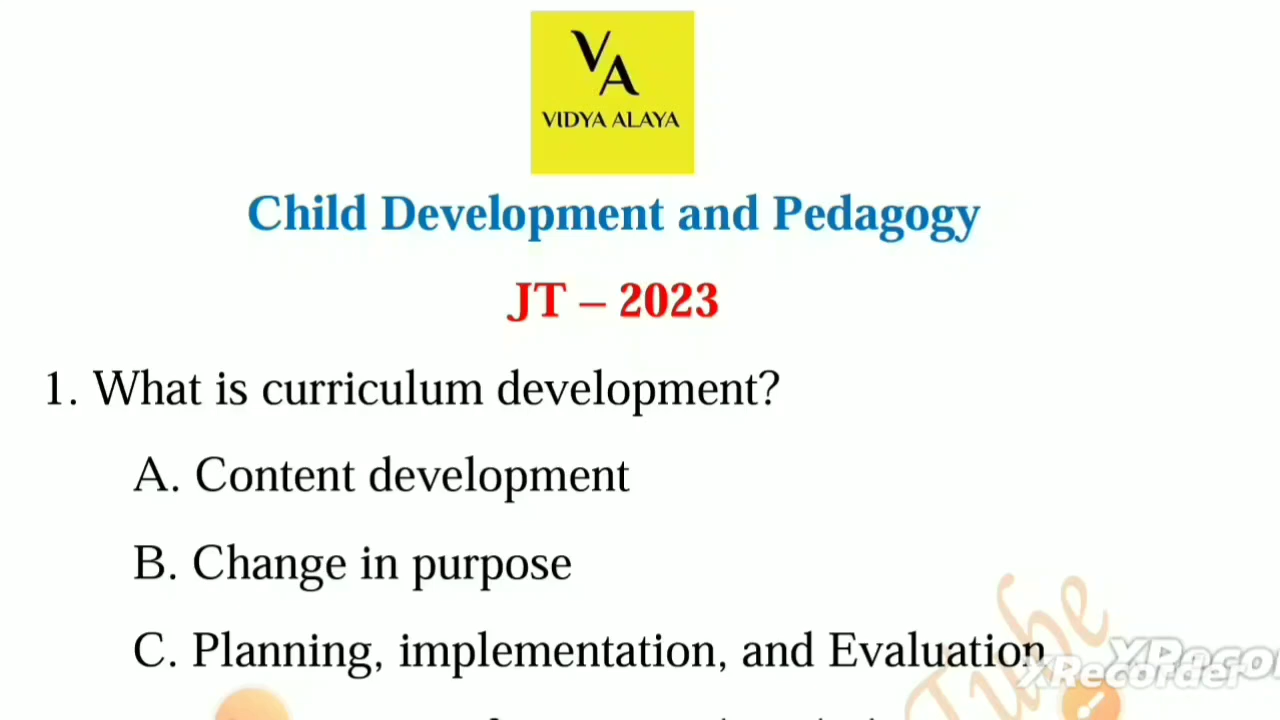 VA
VIDYA ALAYA
Child Development and Pedagogy
JT – 2023
1. What is curriculum development?
A. Content development
B. Change in purpose
C. Planning, implementation, and Evaluation
Tube
XRecorder